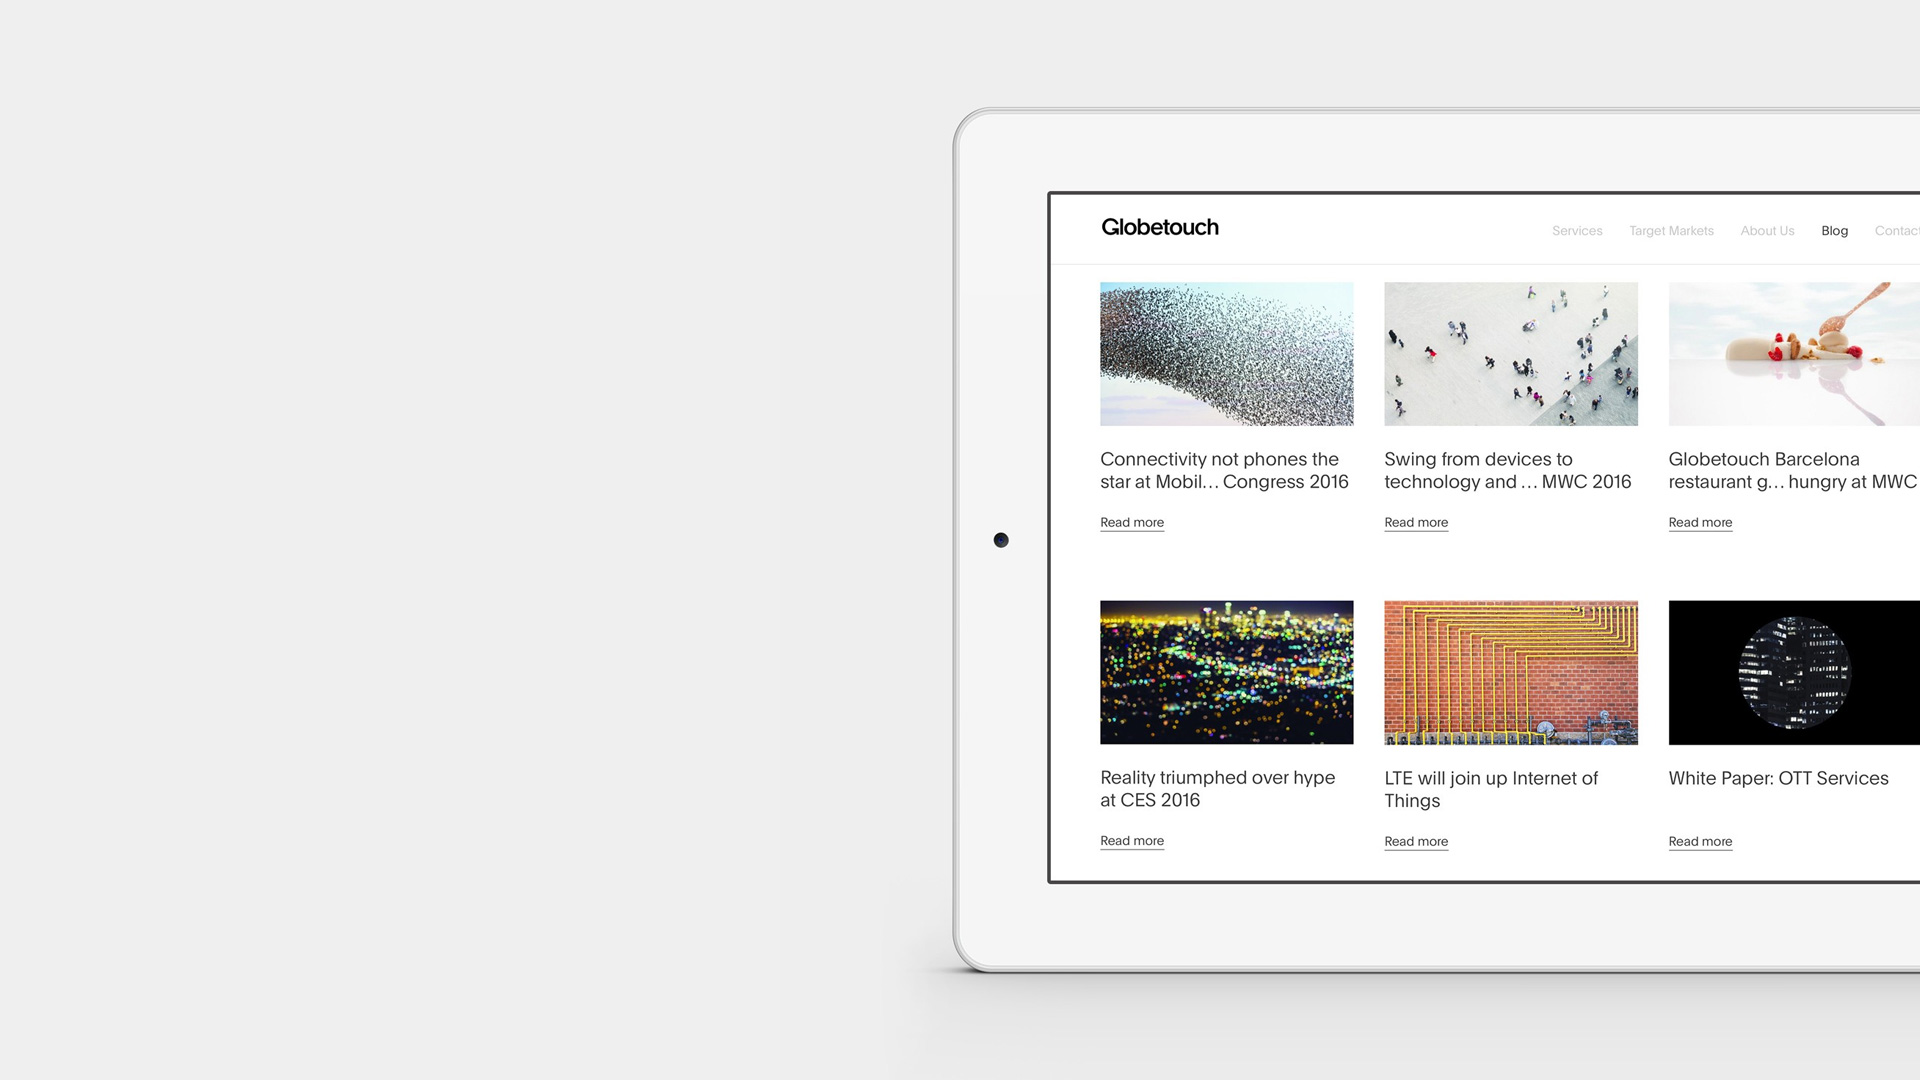 Globetouch
Services Target Markets About Us Blog Contact
Connectivity not phones the
star at Mobil... Congress 2016
Read more
Swing from devices to
technology and ... MWC 2016
Read more
Globetouch Barcelona
restaurant g... hungry at MWC
Read more
Reality triumphed over hype
at CES 2016
Read more
LTE will join up Internet of
Things
Read more
White Paper: OTT Services
Read more